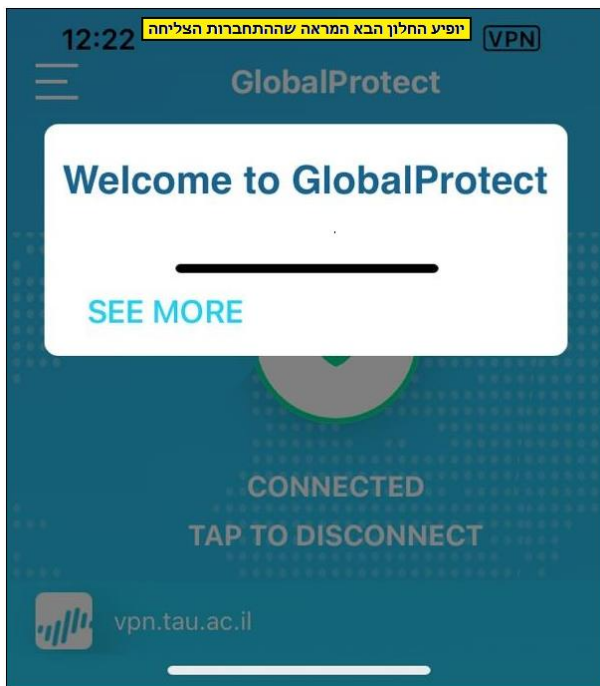 יופיע החלון הבא המראה שההתחברות הצליחה
12:22 VPN
GlobalProtect
Welcome to GlobalProtect
SEE MORE
CONNECTED
TAP TO DISCONNECT
vpn.tau.ac.il